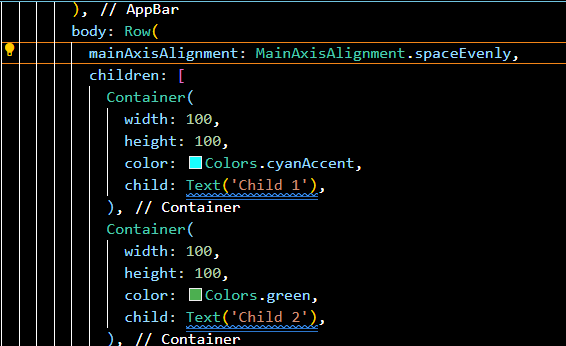 ), // AppBar
body: Row(
mainAxisAlignment: MainAxisAlignment.spaceEvenly,
children: [
Container(
width: 100,
height: 100,
color: Colors.cyanAccent,
child: Text('Child 1'),
), // Container
Container(
width: 100,
height: 100,
color: Colors.green,
child: Text('Child 2'),
), // Container